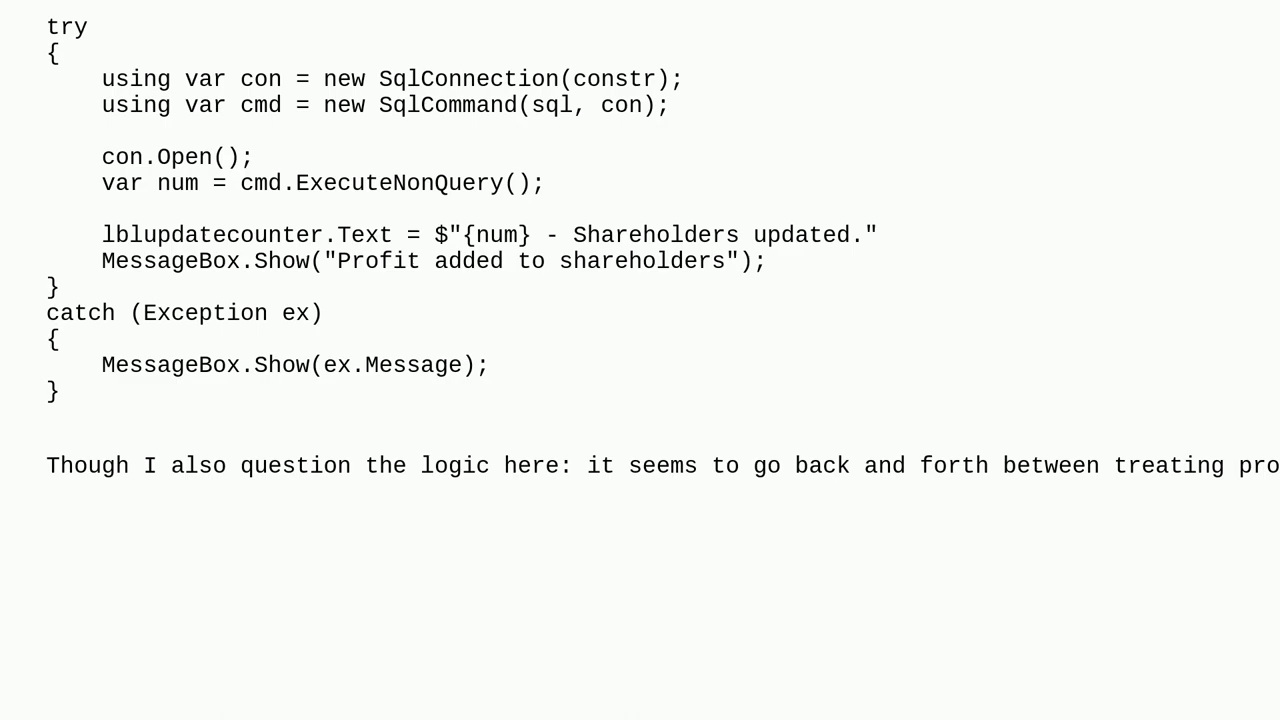 try
{
    using var con = new SqlConnection(constr);
    using var cmd = new SqlCommand(sql, con);

    con.Open();
    var num = cmd.ExecuteNonQuery();

    lblupdatecounter.Text = $"{num} - Shareholders updated."
    MessageBox.Show("Profit added to shareholders");
}
catch (Exception ex)
{
    MessageBox.Show(ex.Message);
}

Though I also question the logic here: it seems to go back and forth between treating pro